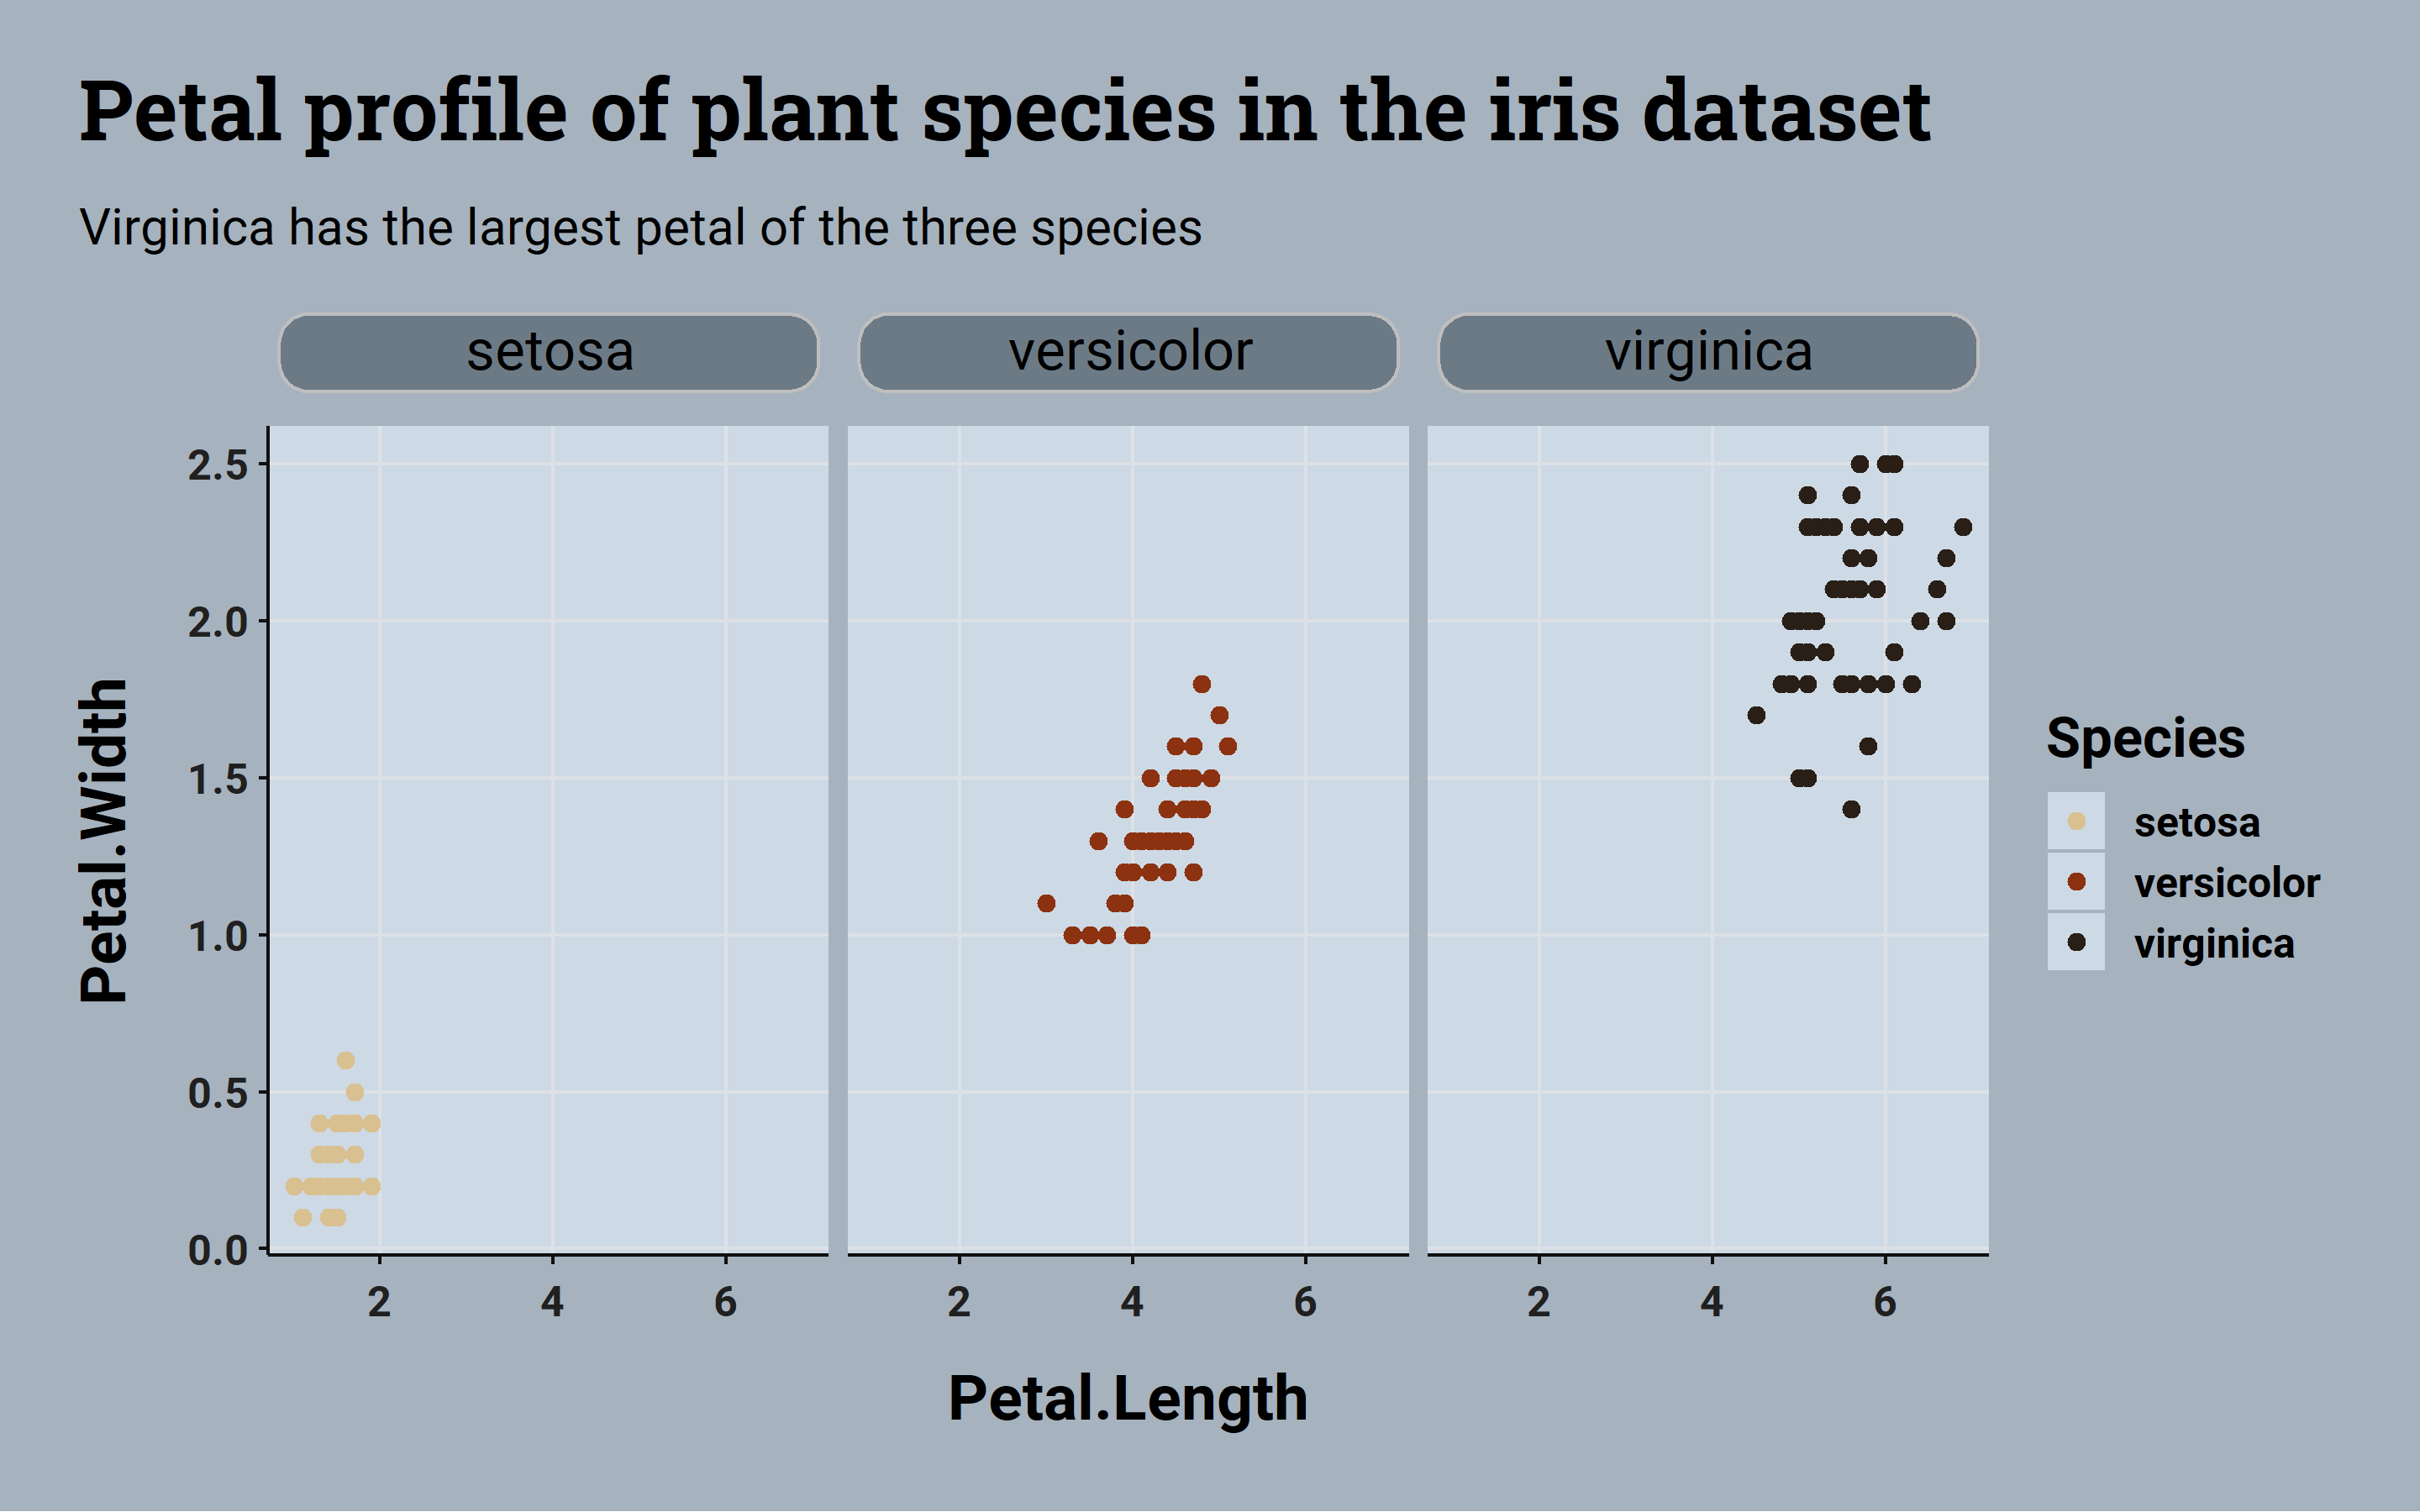 Petal profile of plant species in the iris dataset
Virginica has the largest petal of the three species
setosa
versicolor
virginica
2.5
2.0
1.5
1.0
0.5
0.0
Petal.Width
2 4 6
2 4 6
2 4 6
Petal.Length
Species
setosa
versicolor
virginica